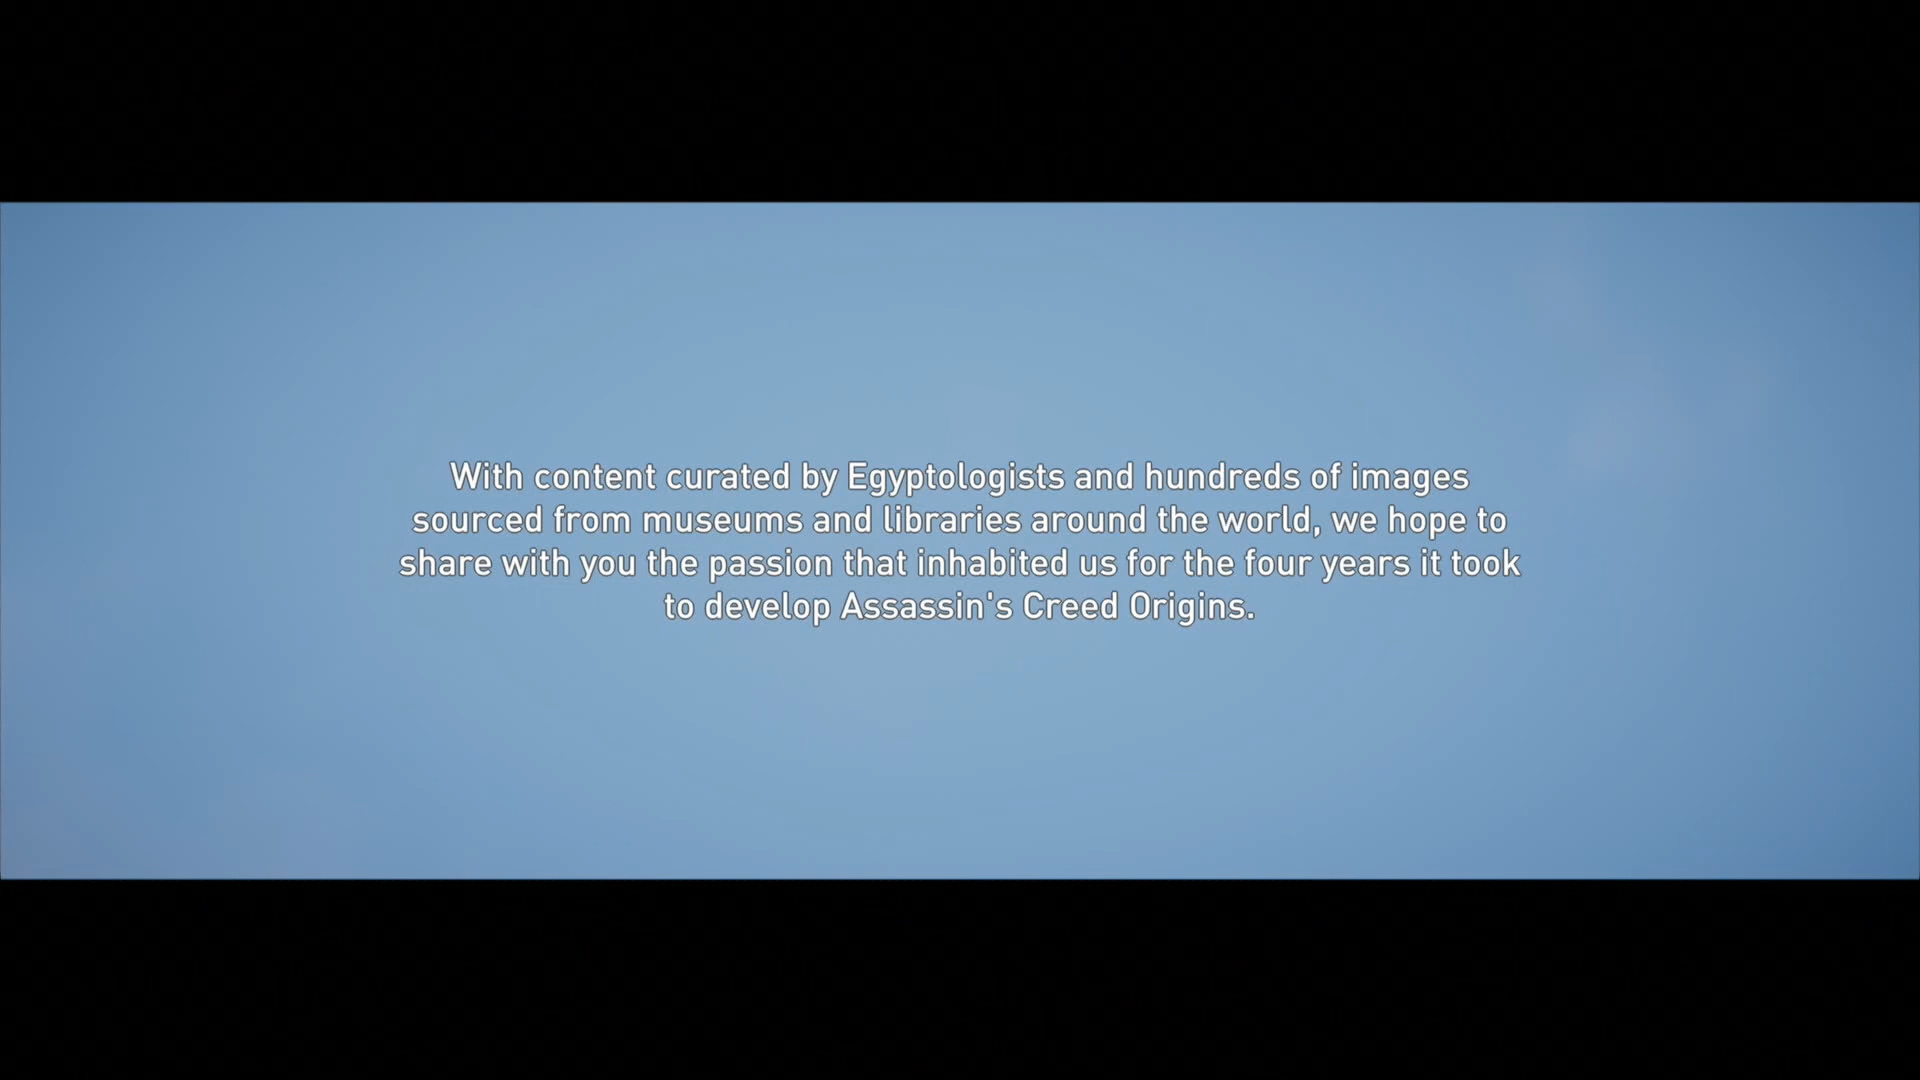 With content curated by Egyptologists and hundreds of images
sourced from museums and libraries around the world, we hope to
share with you the passion that inhabited us for the four years it took
to develop Assassin's Creed Origins.